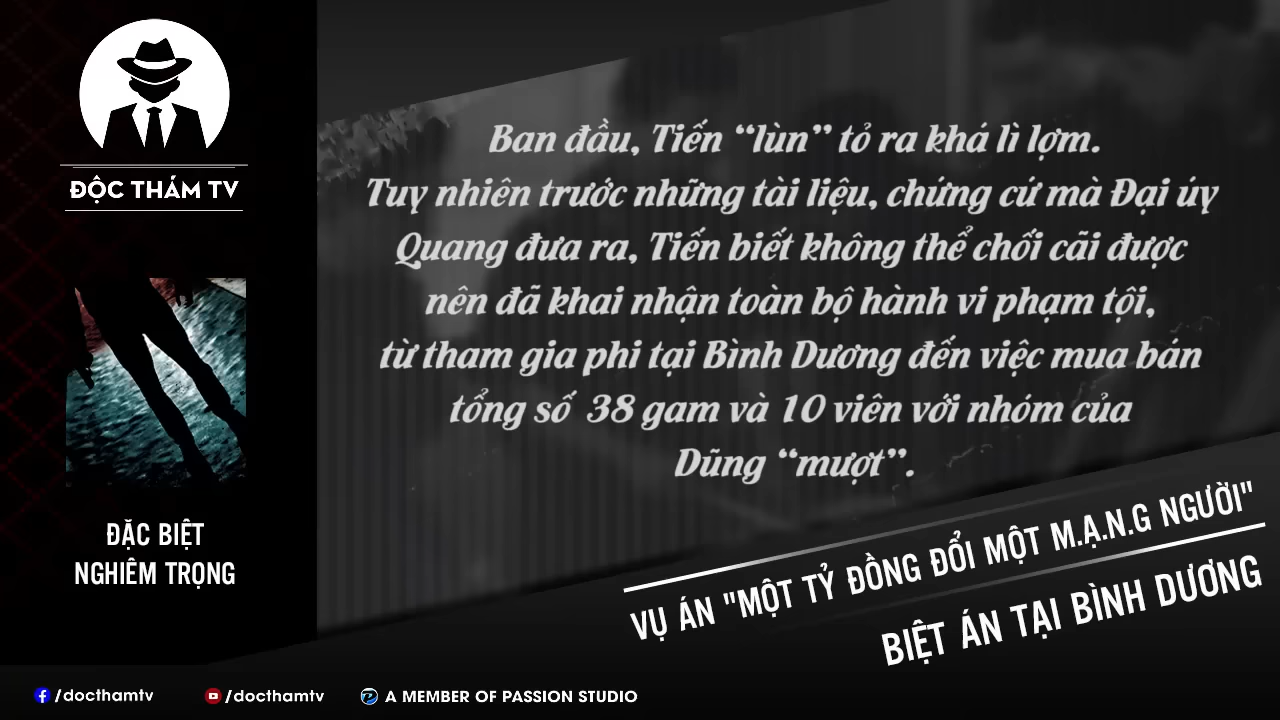 ĐỘC THÁM TV
ĐẶC BIỆT
NGHIÊM TRỌNG
Ban đầu, Tiến “lùn” tỏ ra khá lì lợm.
Tuy nhiên trước những tài liệu, chứng cứ mà Đại úy
Quang đưa ra, Tiến biết không thể chối cãi được
nên đã khai nhận toàn bộ hành vi phạm tội,
từ tham gia phi tại Bình Dương đến việc mua bán
tổng số 38 gam và 10 viên với nhóm của
Dũng “mượt”.
VỤ ÁN "MỘT TỶ ĐỒNG ĐỔI MỘT M.Ạ.N.G NGƯỜI"
BIỆT ÁN TẠI BÌNH DƯƠNG
/docthamtv
/docthamtv
A MEMBER OF PASSION STUDIO